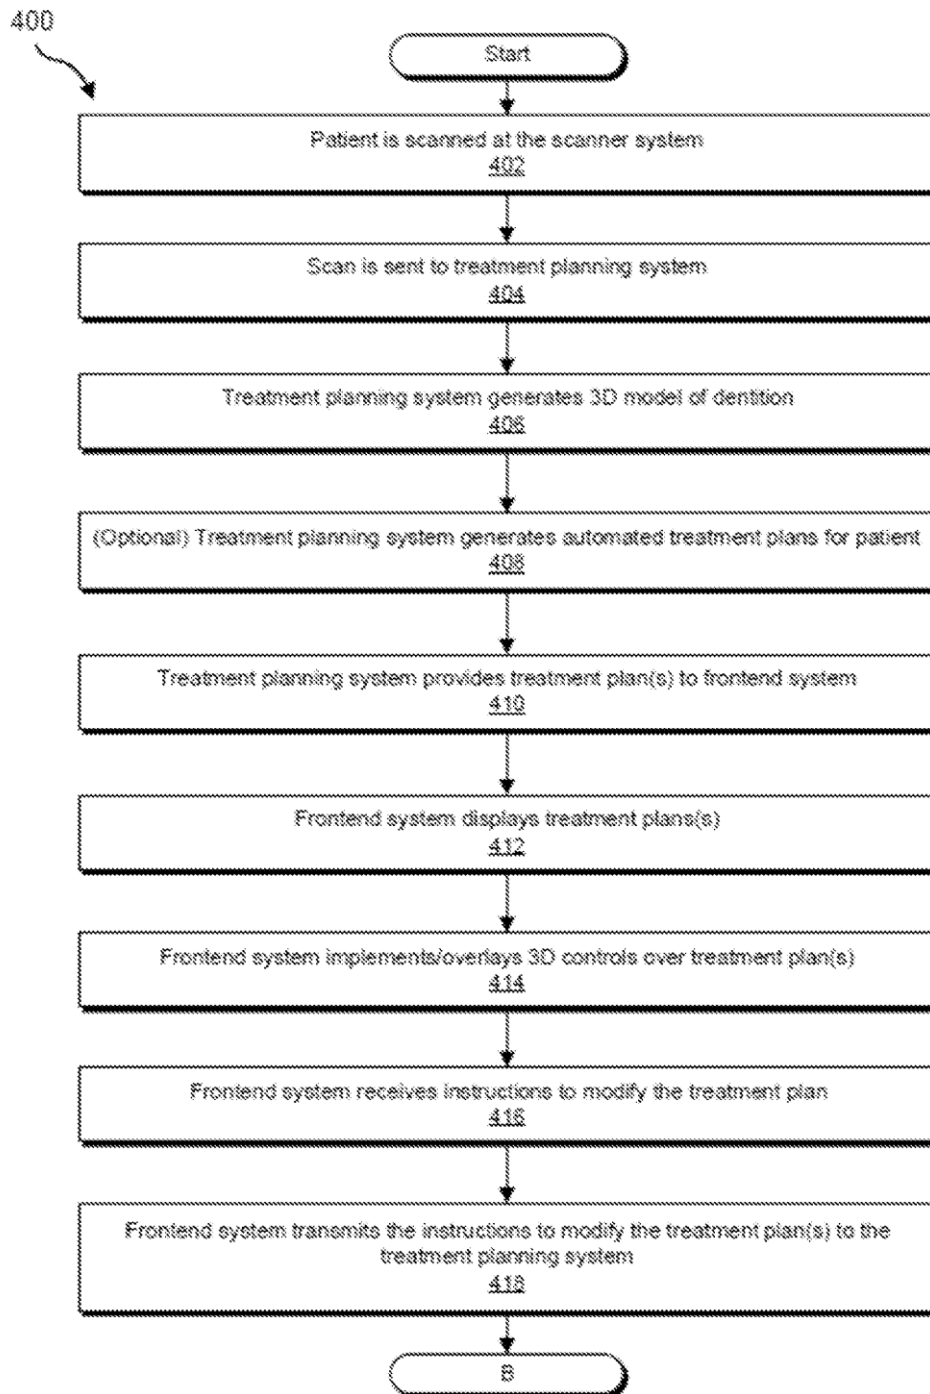 400
Start
Patient is scanned at the scanner system
402
Scan is sent to treatment planning system
404
Treatment planning system generates 3D model of dentition
406
(Optional) Treatment planning system generates automated treatment plans for patient
408
Treatment planning system provides treatment plan(s) to frontend system
410
Frontend system displays treatment plans(s)
412
Frontend system implements/overlays 3D controls over treatment plan(s)
414
Frontend system receives instructions to modify the treatment plan
416
Frontend system transmits the instructions to modify the treatment plan(s) to the
treatment planning system
418
B